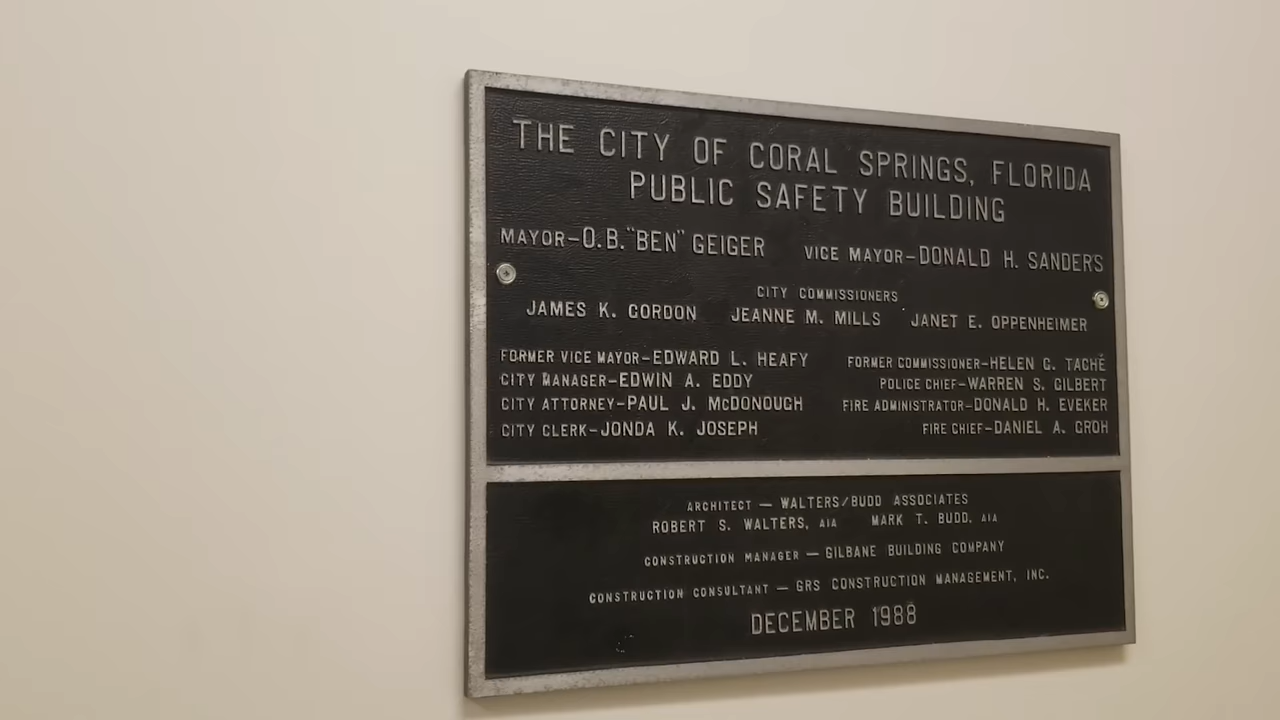 THE CITY OF CORAL SPRINGS, FLORIDA
PUBLIC SAFETY BUILDING
MAYOR-O.B. "BEN" GEIGER VICE MAYOR-DONALD H. SANDERS
CITY COMMISSIONERS
JAMES K. GORDON JEANNE M. MILLS JANET E. OPPENHEIMER
FORMER VICE MAYOR-EDWARD L. HEAFY FORMER COMMISSIONER-HELEN G. TACHÉ
CITY MANAGER-EDWIN A. EDDY POLICE CHIEF-WARREN S. GILBERT
CITY ATTORNEY-PAUL J. McDONOUGH FIRE ADMINISTRATOR-DONALD H. EVEKER
CITY CLERK-JONDA K. JOSEPH FIRE CHIEF-DANIEL A. GROH
ARCHITECT — WALTERS/BUDD ASSOCIATES
ROBERT S. WALTERS, AIA MARK T. BUDD, AIA
CONSTRUCTION MANAGER — GILBANE BUILDING COMPANY
CONSTRUCTION CONSULTANT — GRS CONSTRUCTION MANAGEMENT, INC.
DECEMBER 1988